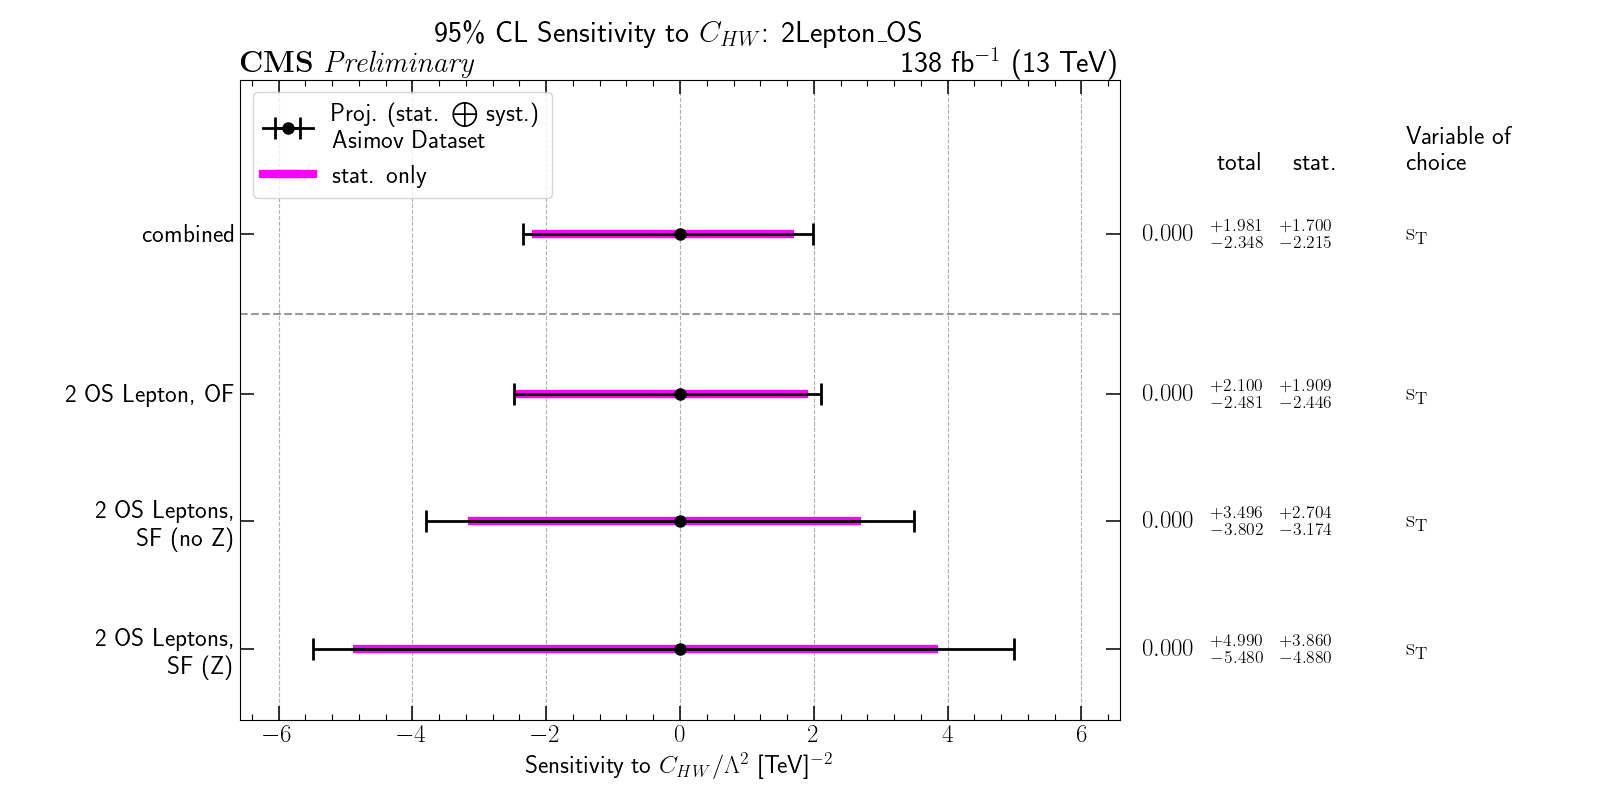 95% CL Sensitivity to C_{HW}: 2Lepton_OS
CMS Preliminary
138 fb^{-1} (13 TeV)
Proj. (stat. ⊕ syst.)
Asimov Dataset
stat. only
Variable of
choice
total stat.
combined
0.000 +1.981 −2.348 +1.700 −2.215 s_T
2 OS Lepton, OF
0.000 +2.100 −2.481 +1.909 −2.446 s_T
2 OS Leptons,
SF (no Z)
0.000 +3.496 −3.802 +2.704 −3.174 s_T
2 OS Leptons,
SF (Z)
0.000 +4.990 −5.480 +3.860 −4.880 s_T
−6 −4 −2 0 2 4 6
Sensitivity to C_{HW}/Λ^2 [TeV]^{−2}